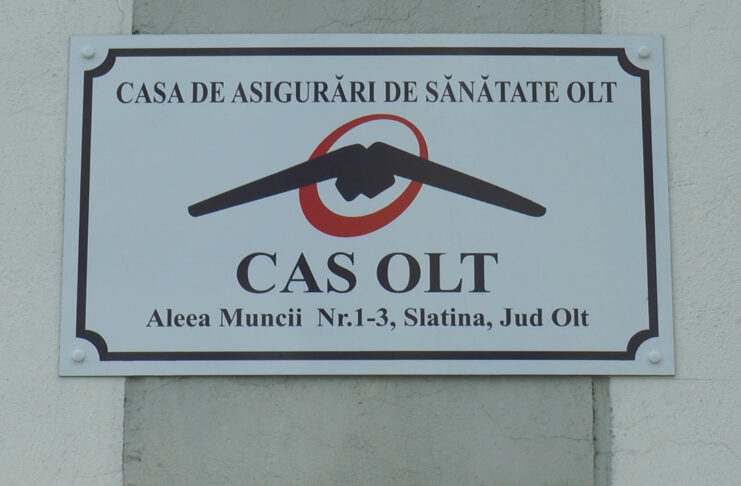 CASA DE ASIGURĂRI DE SĂNĂTATE OLT
CAS OLT
Aleea Muncii Nr.1-3, Slatina, Jud Olt